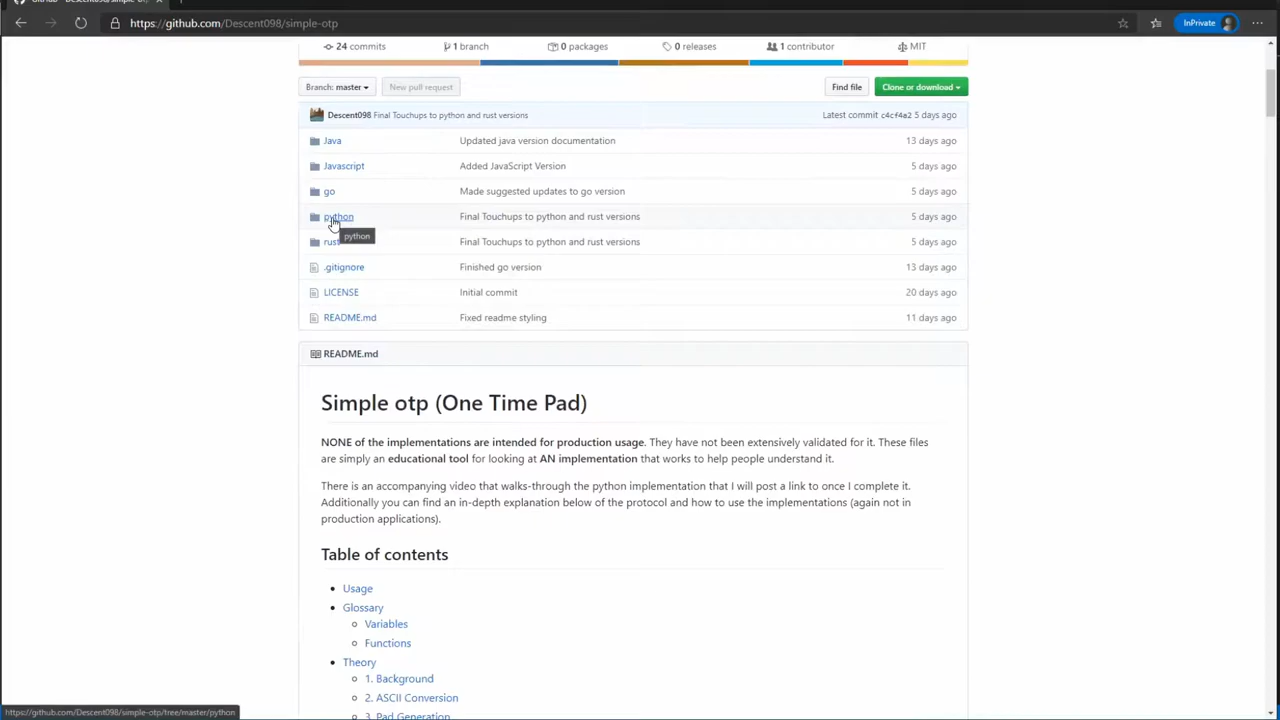 GitHub - Descent098/simple-otp
https://github.com/Descent098/simple-otp
InPrivate
24 commits 1 branch 0 packages 0 releases 1 contributor MIT
Branch: master New pull request Find file Clone or download
Descent098 Final Touchups to python and rust versions Latest commit c4cf4a2 5 days ago
Java Updated java version documentation 13 days ago
Javascript Added JavaScript Version 5 days ago
go Made suggested updates to go version 5 days ago
python Final Touchups to python and rust versions 5 days ago
python
rust Final Touchups to python and rust versions 5 days ago
.gitignore Finished go version 13 days ago
LICENSE Initial commit 20 days ago
README.md Fixed readme styling 11 days ago
README.md
Simple otp (One Time Pad)
NONE of the implementations are intended for production usage. They have not been extensively validated for it. These files
are simply an educational tool for looking at AN implementation that works to help people understand it.
There is an accompanying video that walks-through the python implementation that I will post a link to once I complete it.
Additionally you can find an in-depth explanation below of the protocol and how to use the implementations (again not in
production applications).
Table of contents
Usage
Glossary
Variables
Functions
Theory
1. Background
2. ASCII Conversion
3. Pad Generation
https://github.com/Descent098/simple-otp/tree/master/python